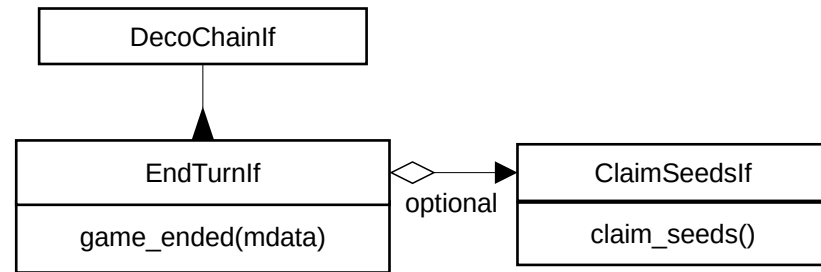 DecoChainIf
EndTurnIf
game_ended(mdata)
optional
ClaimSeedsIf
claim_seeds()